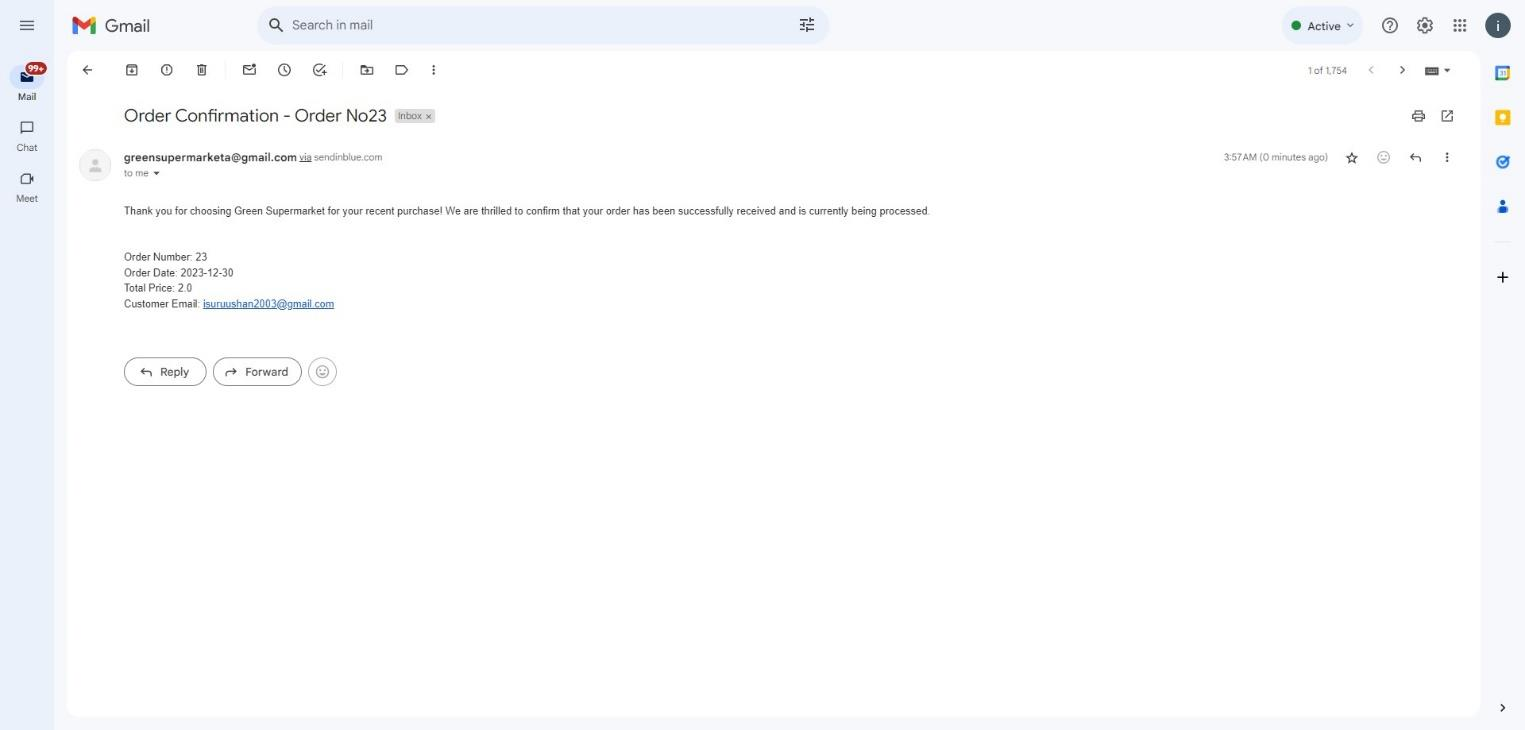 Gmail
Search in mail
Active
i
99+
Mail
Chat
Meet
1 of 1,754
31
Order Confirmation - Order No23 Inbox ×
greensupermarketa@gmail.com via sendinblue.com
3:57 AM (0 minutes ago)
to me
Thank you for choosing Green Supermarket for your recent purchase! We are thrilled to confirm that your order has been successfully received and is currently being processed.
Order Number: 23
Order Date: 2023-12-30
Total Price: 2.0
Customer Email: isuruushan2003@gmail.com
Reply
Forward